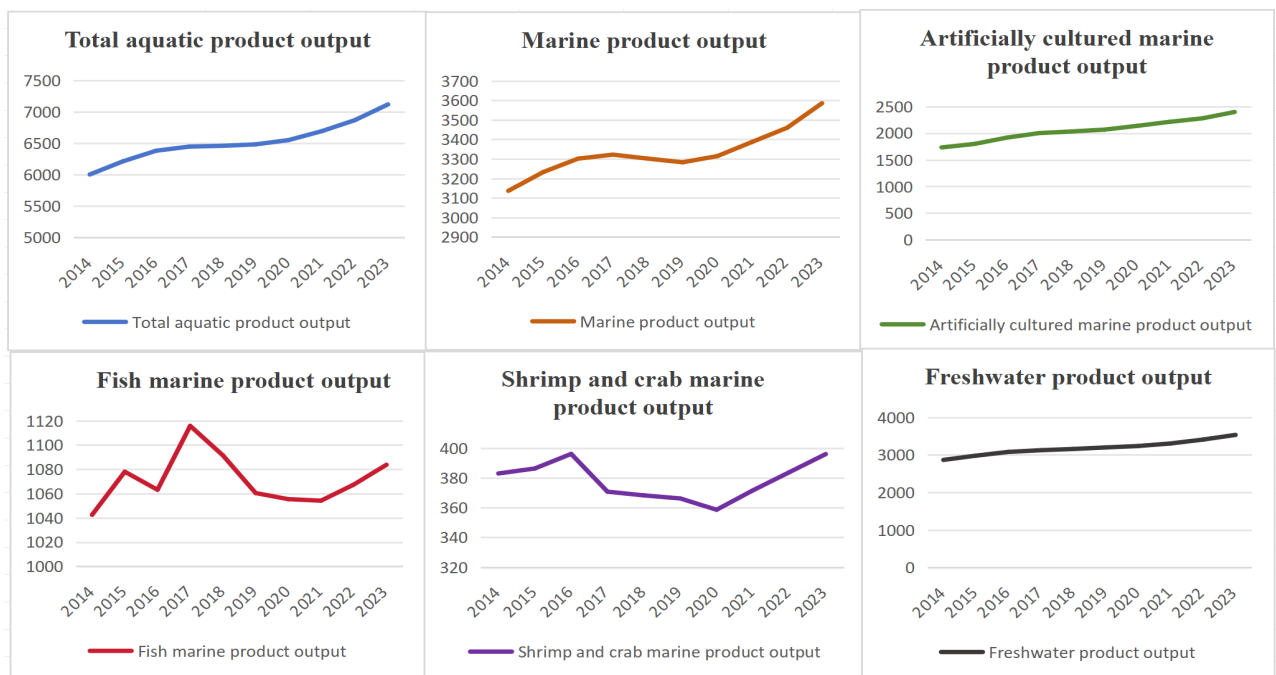 Total aquatic product output
7500
7000
6500
6000
5500
5000
2014 2015 2016 2017 2018 2019 2020 2021 2022 2023
Total aquatic product output
Marine product output
3700
3600
3500
3400
3300
3200
3100
3000
2900
2014 2015 2016 2017 2018 2019 2020 2021 2022 2023
Marine product output
Artificially cultured marine
product output
2500
2000
1500
1000
500
0
2014 2015 2016 2017 2018 2019 2020 2021 2022 2023
Artificially cultured marine product output
Fish marine product output
1120
1100
1080
1060
1040
1020
1000
2014 2015 2016 2017 2018 2019 2020 2021 2022 2023
Fish marine product output
Shrimp and crab marine
product output
400
380
360
340
320
2014 2015 2016 2017 2018 2019 2020 2021 2022 2023
Shrimp and crab marine product output
Freshwater product output
4000
3000
2000
1000
0
2014 2015 2016 2017 2018 2019 2020 2021 2022 2023
Freshwater product output